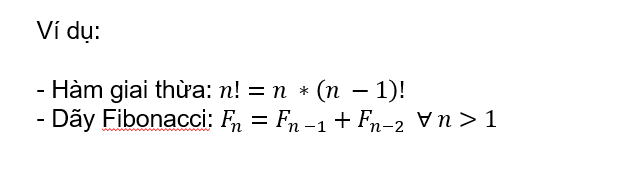 Ví dụ:
- Hàm giai thừa: n! = n * (n − 1)!
- Dãy Fibonacci: Fₙ = Fₙ₋₁ + Fₙ₋₂ ∀ n > 1